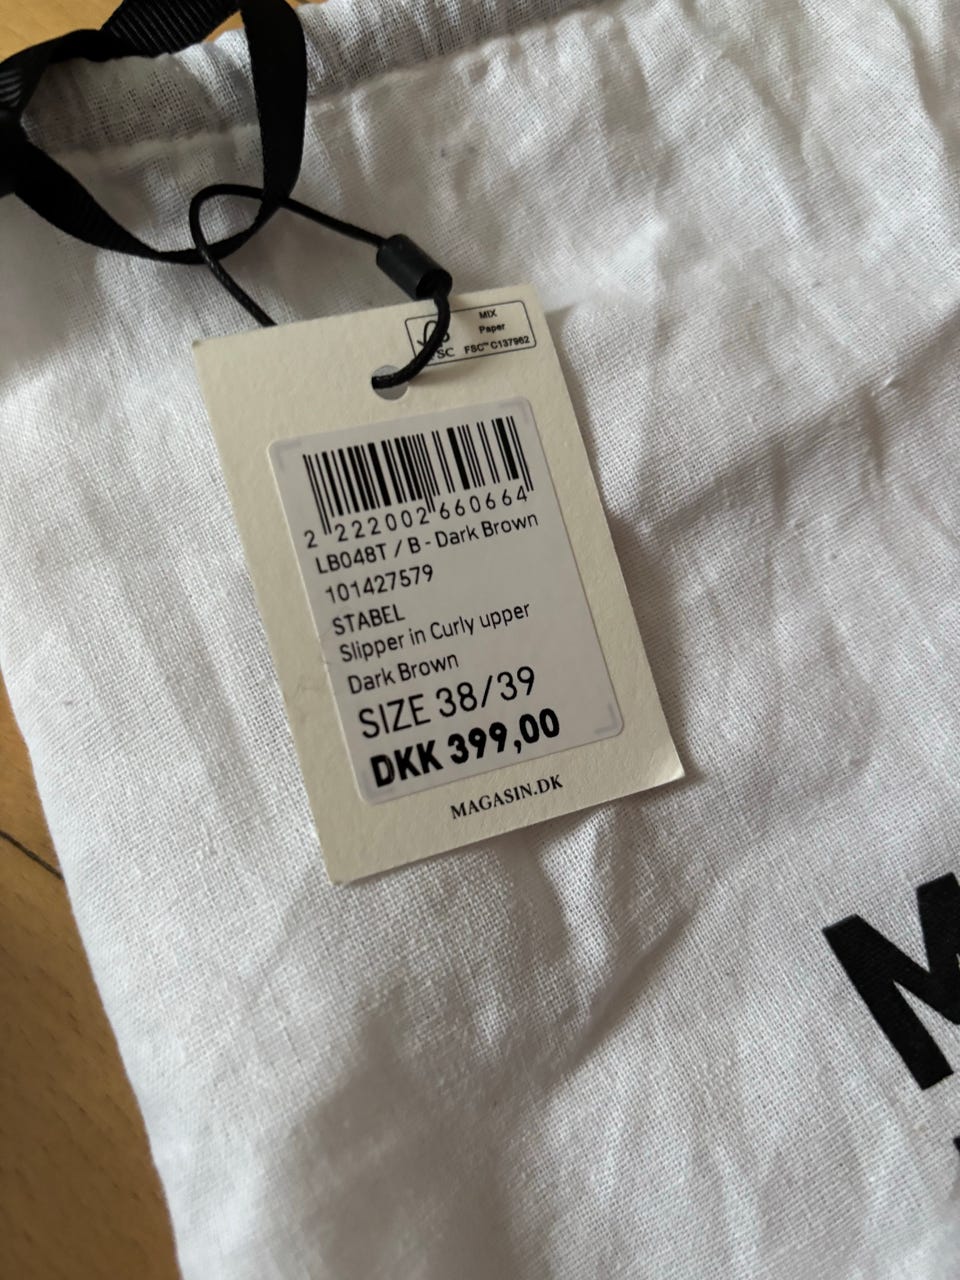 MIX
Paper
FSC™ C137962
2 222002 660664
LB048T / B - Dark Brown
101427579
STABEL
Slipper in Curly upper
Dark Brown
SIZE 38/39
DKK 399,00
MAGASIN.DK
M